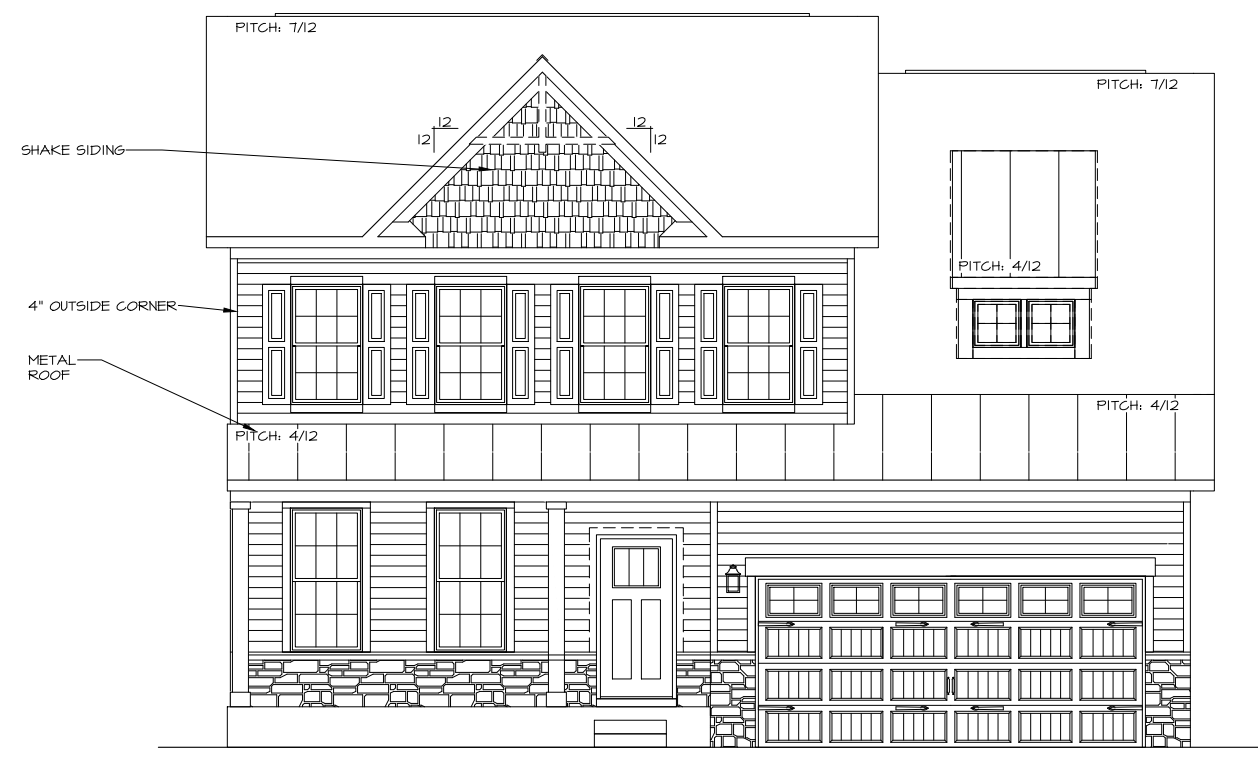 PITCH: 7/12
PITCH: 7/12
12
12
12
12
SHAKE SIDING
PITCH: 4/12
4" OUTSIDE CORNER
METAL
ROOF
PITCH: 4/12
PITCH: 4/12